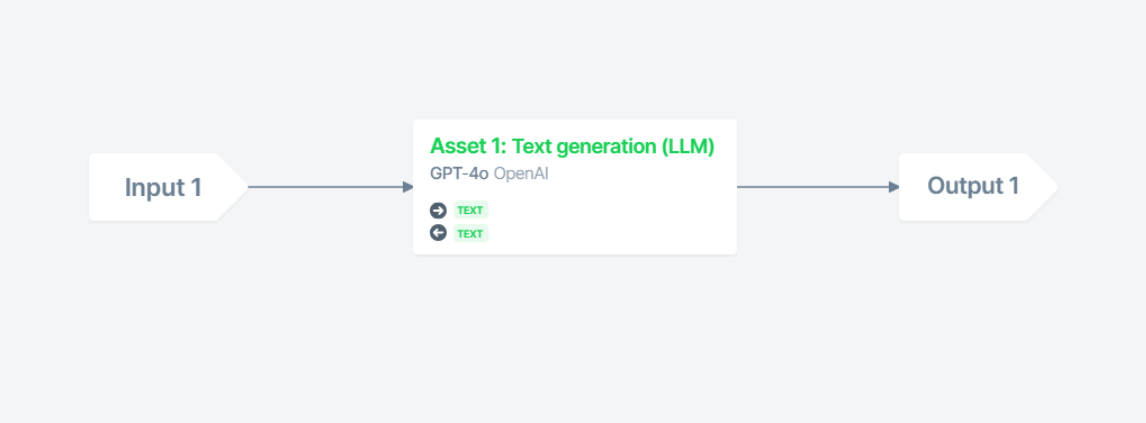 Input 1
Asset 1: Text generation (LLM)
GPT-4o OpenAI
TEXT
TEXT
Output 1